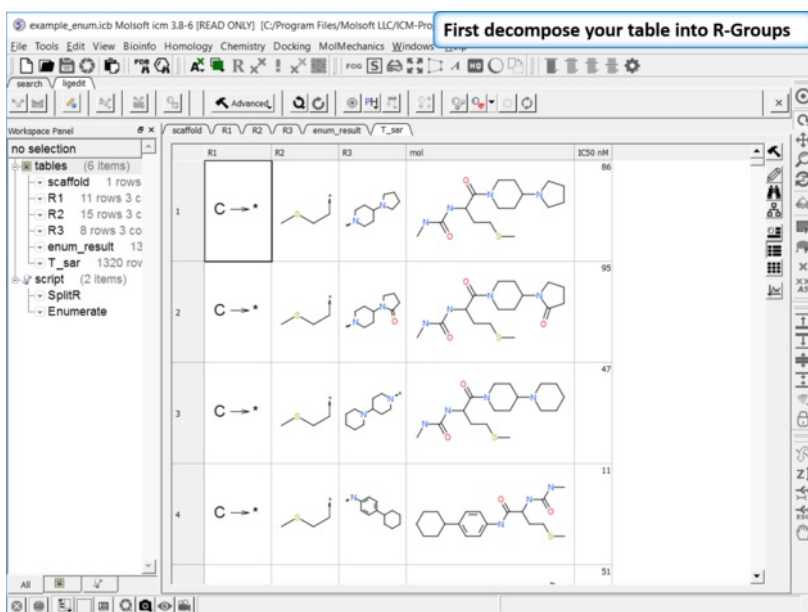 example_enum.icb Molsoft icm 3.8-6 [READ ONLY] [C:/Program Files/Molsoft LLC/ICM-Pro
First decompose your table into R-Groups
File Tools Edit View Bioinfo Homology Chemistry Docking MolMechanics Windows
search ligedit
Advanced
Workspace Panel
scaffold R1 R2 R3 enum_result T_sar
no selection
R1 R2 R3 mol IC50 nM
tables (6 items)
scaffold 1 rows
R1 11 rows 3 c
R2 15 rows 3 c
R3 8 rows 3 co
enum_result 13
T_sar 1320 rov
script (2 items)
SplitR
Enumerate
1 C → * 86
2 C → * 95
3 C → * 47
4 C → * 11
51
All